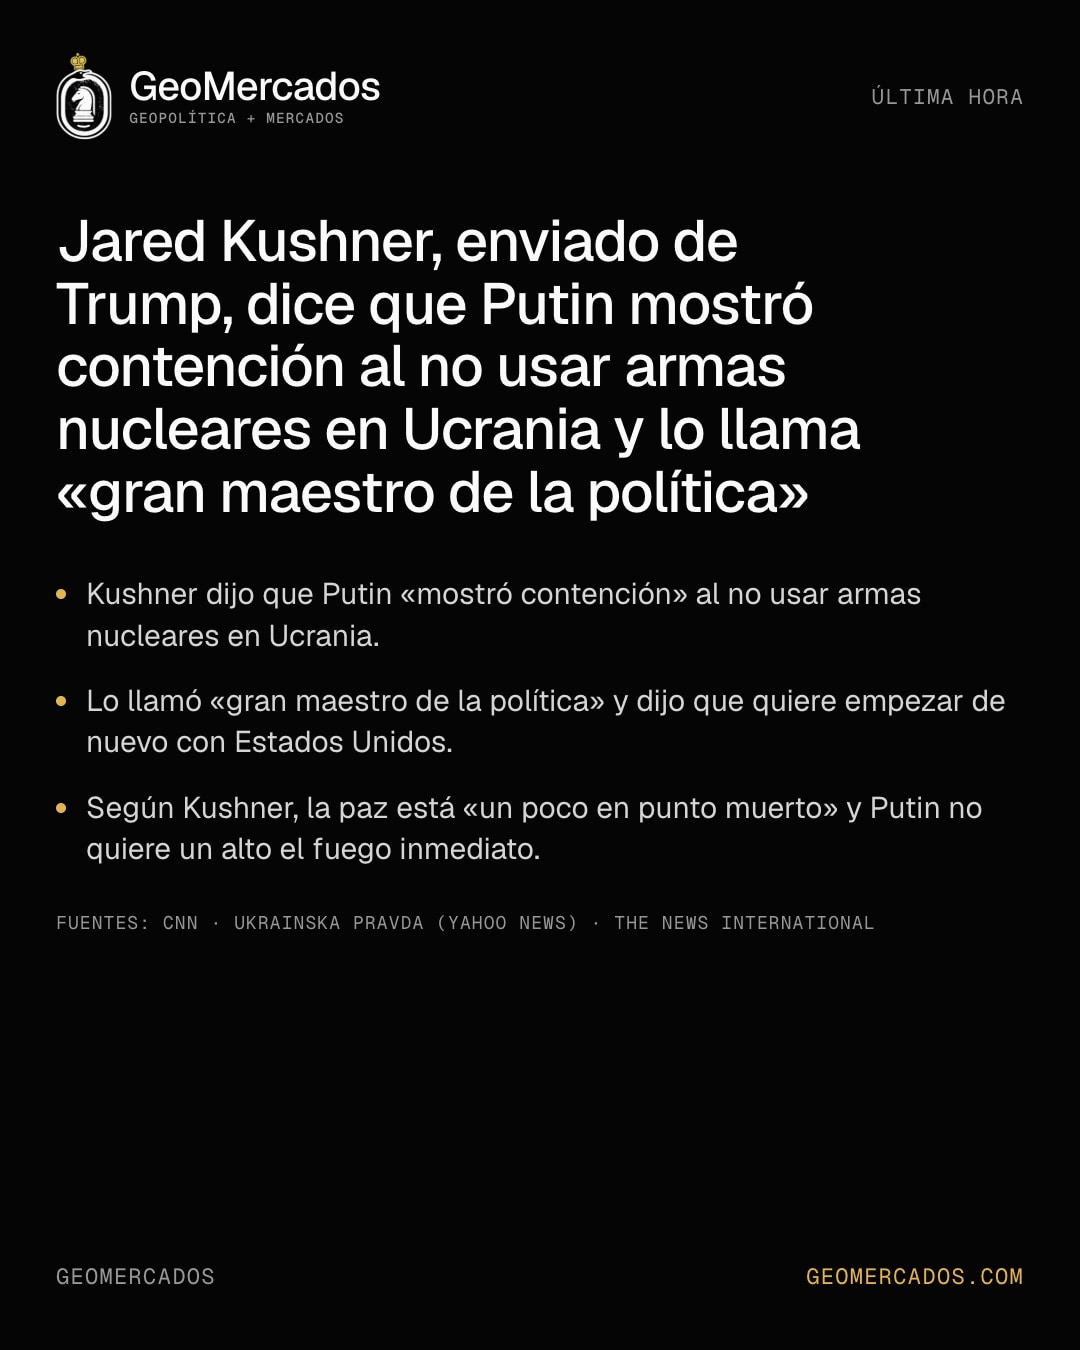 GeoMercados
GEOPOLÍTICA + MERCADOS
ÚLTIMA HORA
Jared Kushner, enviado de
Trump, dice que Putin mostró
contención al no usar armas
nucleares en Ucrania y lo llama
«gran maestro de la política»
• Kushner dijo que Putin «mostró contención» al no usar armas
nucleares en Ucrania.
• Lo llamó «gran maestro de la política» y dijo que quiere empezar de
nuevo con Estados Unidos.
• Según Kushner, la paz está «un poco en punto muerto» y Putin no
quiere un alto el fuego inmediato.
FUENTES: CNN · UKRAINSKA PRAVDA (YAHOO NEWS) · THE NEWS INTERNATIONAL
GEOMERCADOS
GEOMERCADOS.COM